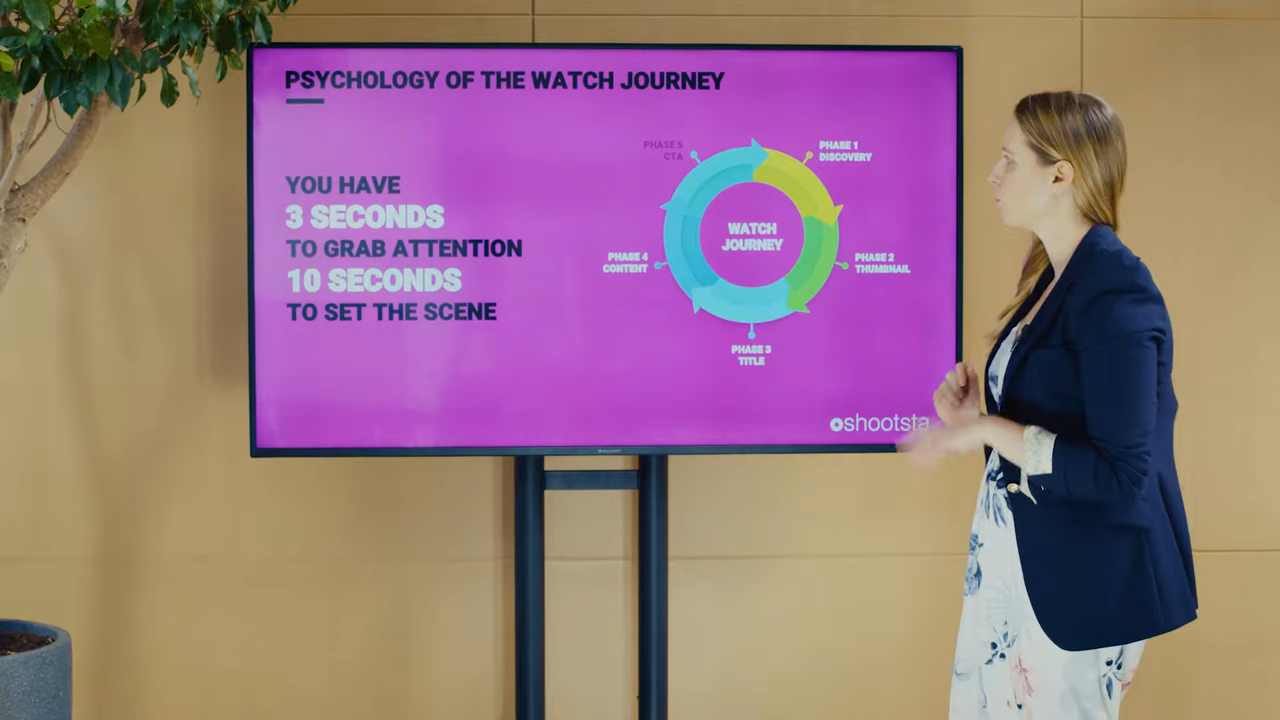 PSYCHOLOGY OF THE WATCH JOURNEY
YOU HAVE
3 SECONDS
TO GRAB ATTENTION
10 SECONDS
TO SET THE SCENE
PHASE 5
CTA
PHASE 1
DISCOVERY
WATCH
JOURNEY
PHASE 4
CONTENT
PHASE 2
THUMBNAIL
PHASE 3
TITLE
shootsta